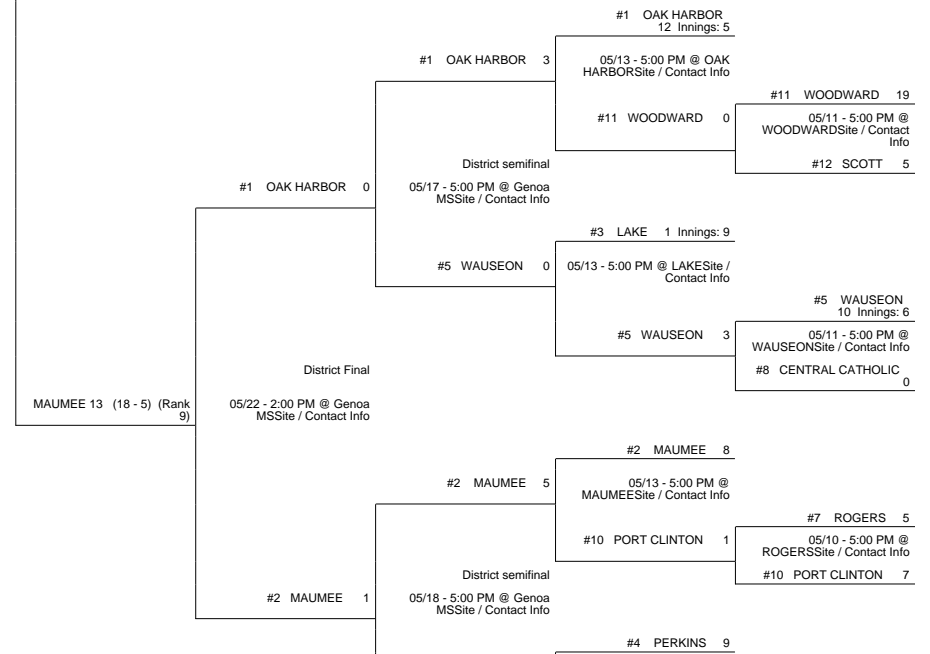 #1 OAK HARBOR
12 Innings: 5
#1 OAK HARBOR 3
05/13 - 5:00 PM @ OAK
HARBORSite / Contact Info
#11 WOODWARD 19
#11 WOODWARD 0
05/11 - 5:00 PM @
WOODWARDSite / Contact
Info
District semifinal
#12 SCOTT 5
#1 OAK HARBOR 0
05/17 - 5:00 PM @ Genoa
MSSite / Contact Info
#3 LAKE 1 Innings: 9
#5 WAUSEON 0
05/13 - 5:00 PM @ LAKESite /
Contact Info
#5 WAUSEON
10 Innings: 6
#5 WAUSEON 3
05/11 - 5:00 PM @
WAUSEONSite / Contact Info
District Final
#8 CENTRAL CATHOLIC
0
MAUMEE 13 (18 - 5) (Rank
9)
05/22 - 2:00 PM @ Genoa
MSSite / Contact Info
#2 MAUMEE 8
#2 MAUMEE 5
05/13 - 5:00 PM @
MAUMEESite / Contact Info
#7 ROGERS 5
#10 PORT CLINTON 1
05/10 - 5:00 PM @
ROGERSSite / Contact Info
District semifinal
#10 PORT CLINTON 7
#2 MAUMEE 1
05/18 - 5:00 PM @ Genoa
MSSite / Contact Info
#4 PERKINS 9